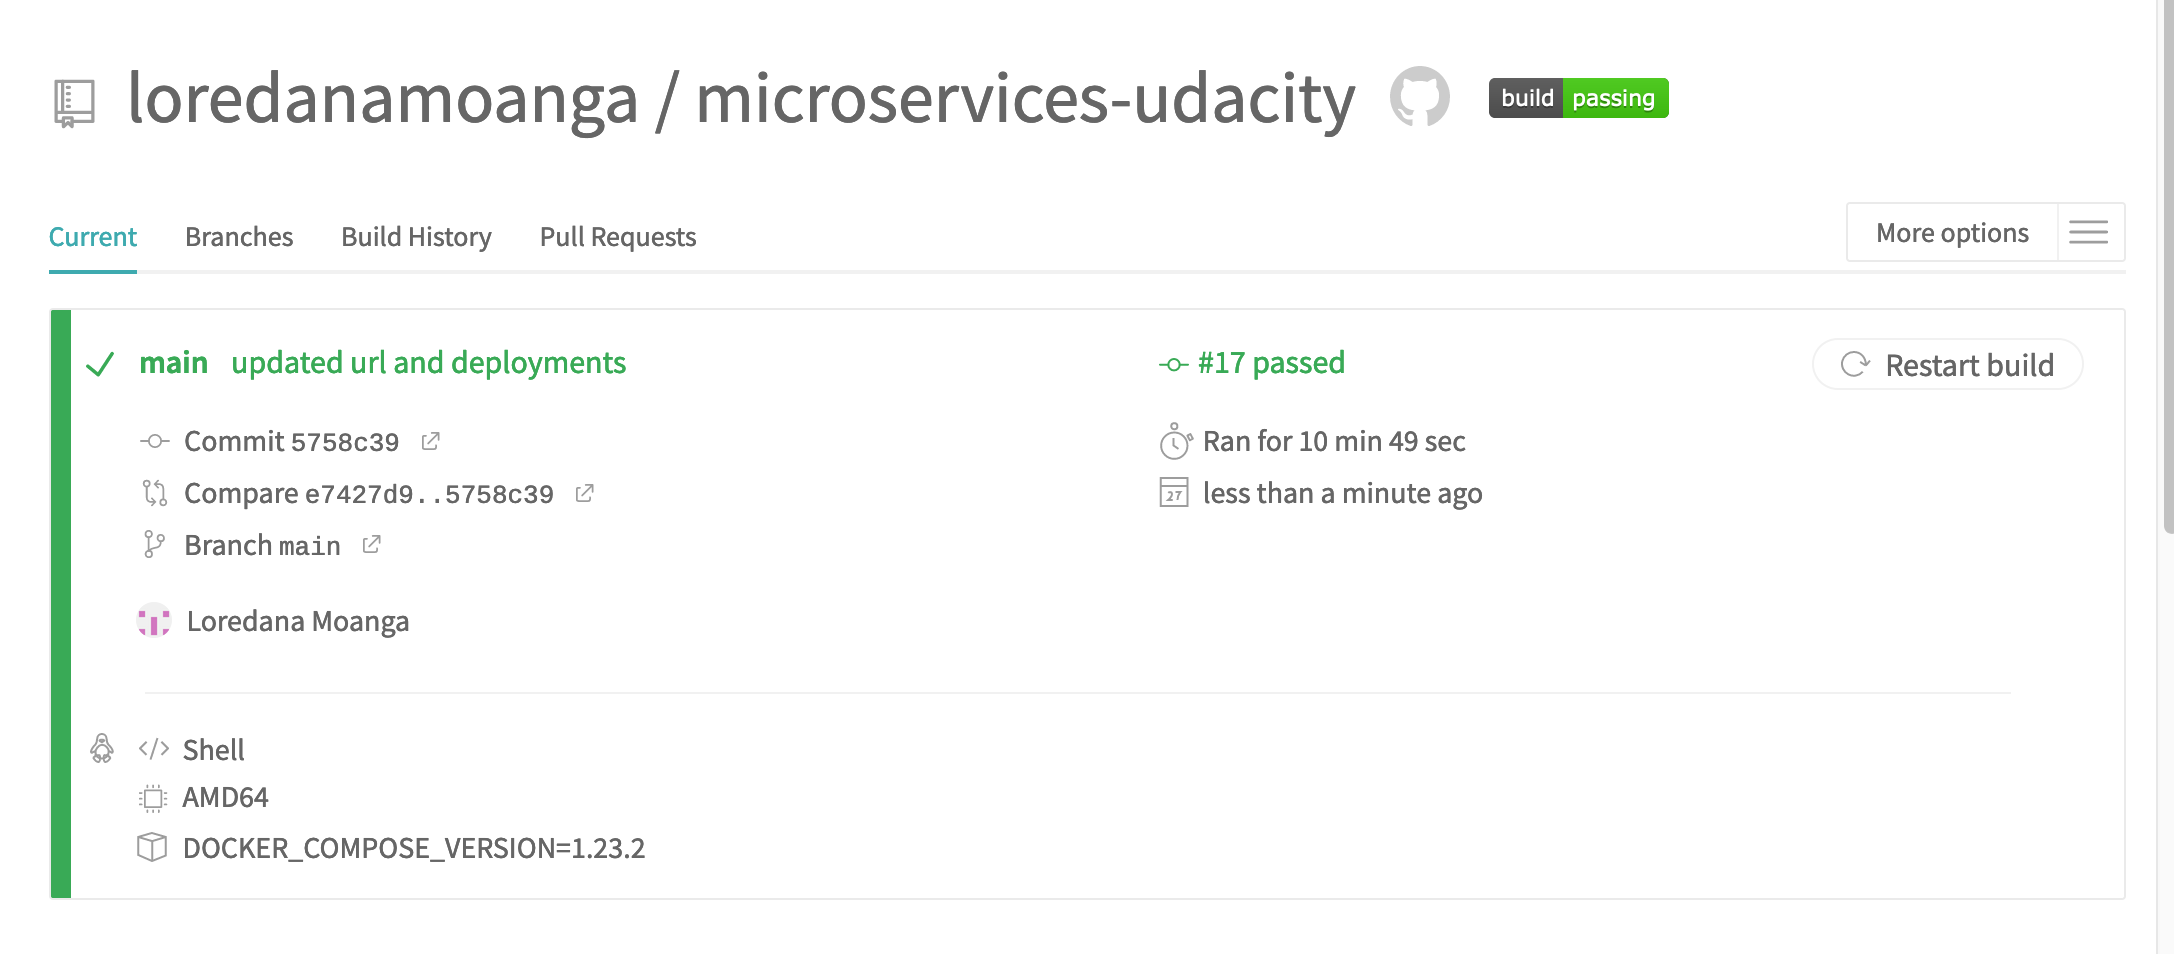 loredanamoanga / microservices-udacity build passing
Current Branches Build History Pull Requests More options
main updated url and deployments #17 passed Restart build
Commit 5758c39 Ran for 10 min 49 sec
Compare e7427d9..5758c39 27 less than a minute ago
Branch main
Loredana Moanga
</> Shell
AMD64
DOCKER_COMPOSE_VERSION=1.23.2